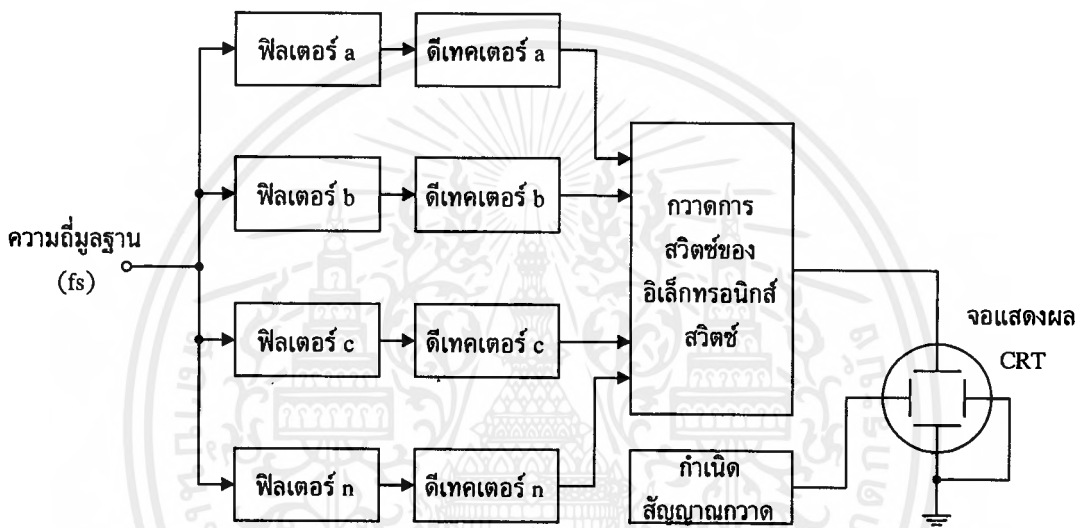 ฟิลเตอร์ a
ดีเทคเตอร์ a
ฟิลเตอร์ b
ดีเทคเตอร์ b
ความถี่มูลฐาน
(fs)
กวาดการ
สวิตซ์ของ
อิเล็กทรอนิกส์
สวิตซ์
จอแสดงผล
CRT
ฟิลเตอร์ c
ดีเทคเตอร์ c
ฟิลเตอร์ n
ดีเทคเตอร์ n
กำเนิด
สัญญาณกวาด